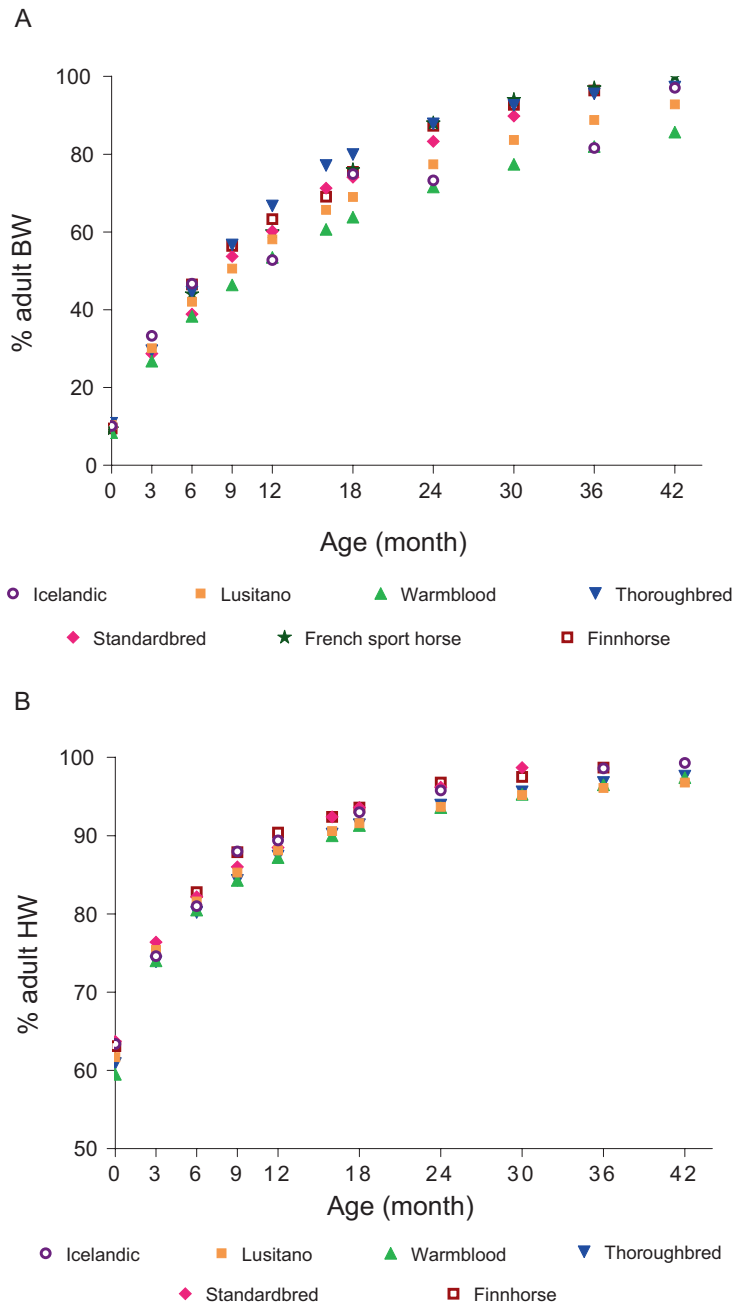 A
100
80
60
40
20
0
% adult BW
0 3 6 9 12 18 24 30 36 42
Age (month)
Icelandic Lusitano Warmblood Thoroughbred
Standardbred French sport horse Finnhorse
B
100
90
80
70
60
50
% adult HW
0 3 6 9 12 18 24 30 36 42
Age (month)
Icelandic Lusitano Warmblood Thoroughbred
Standardbred Finnhorse